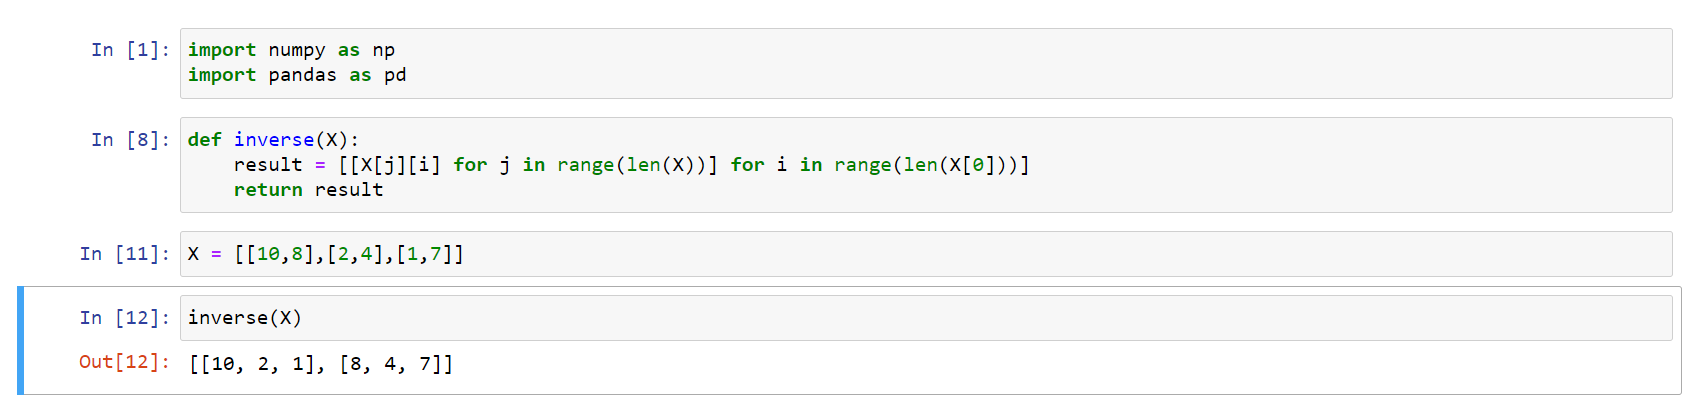 In [1]: import numpy as np
import pandas as pd
In [8]: def inverse(X):
    result = [[X[j][i] for j in range(len(X))] for i in range(len(X[0]))]
    return result
In [11]: X = [[10,8],[2,4],[1,7]]
In [12]: inverse(X)
Out[12]: [[10, 2, 1], [8, 4, 7]]